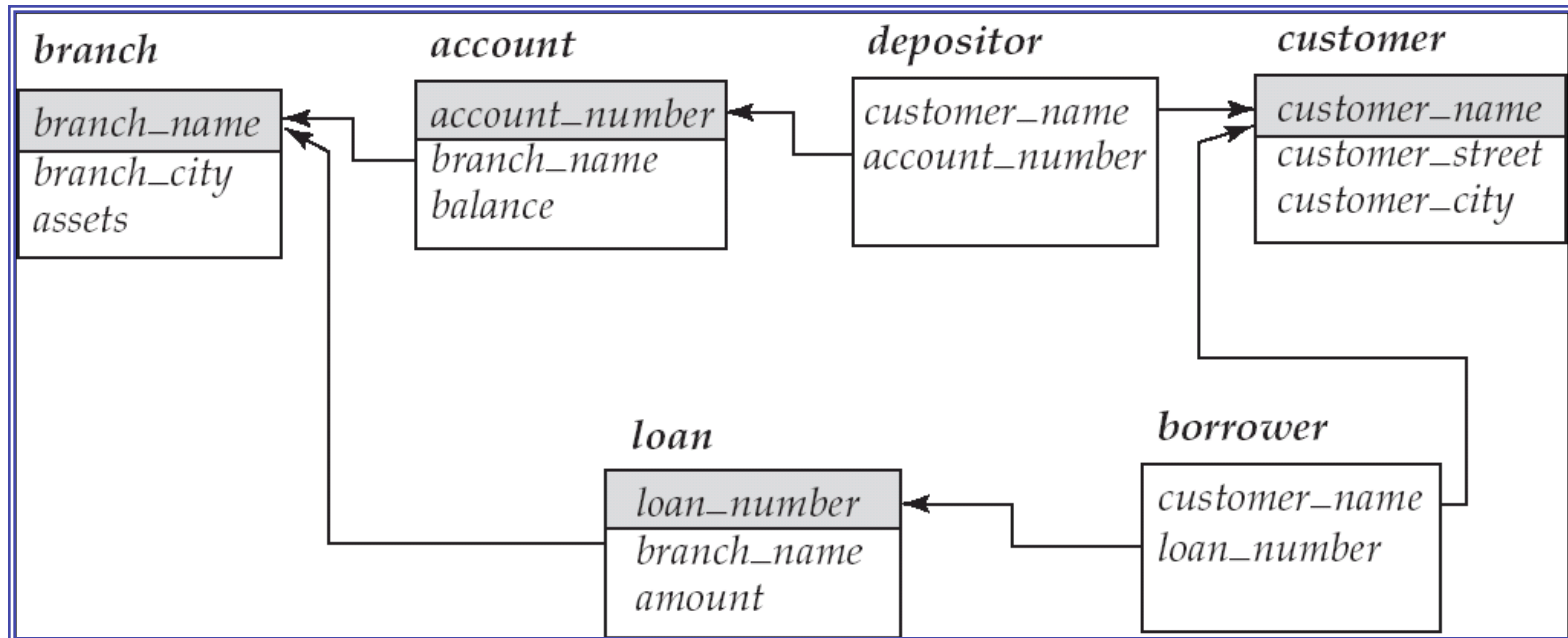 branch
branch_name
branch_city
assets
account
account_number
branch_name
balance
depositor
customer_name
account_number
customer
customer_name
customer_street
customer_city
loan
loan_number
branch_name
amount
borrower
customer_name
loan_number